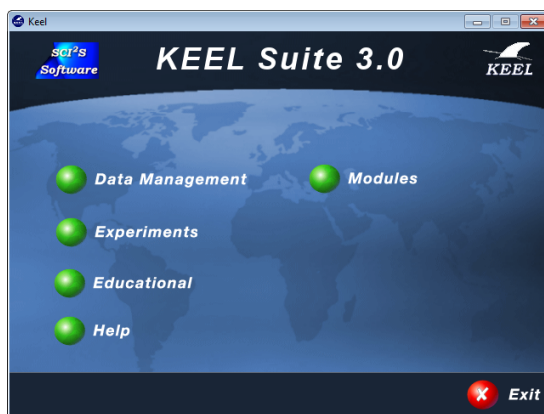 Keel
SCI²S
Software
KEEL Suite 3.0
KEEL
Data Management
Modules
Experiments
Educational
Help
X Exit